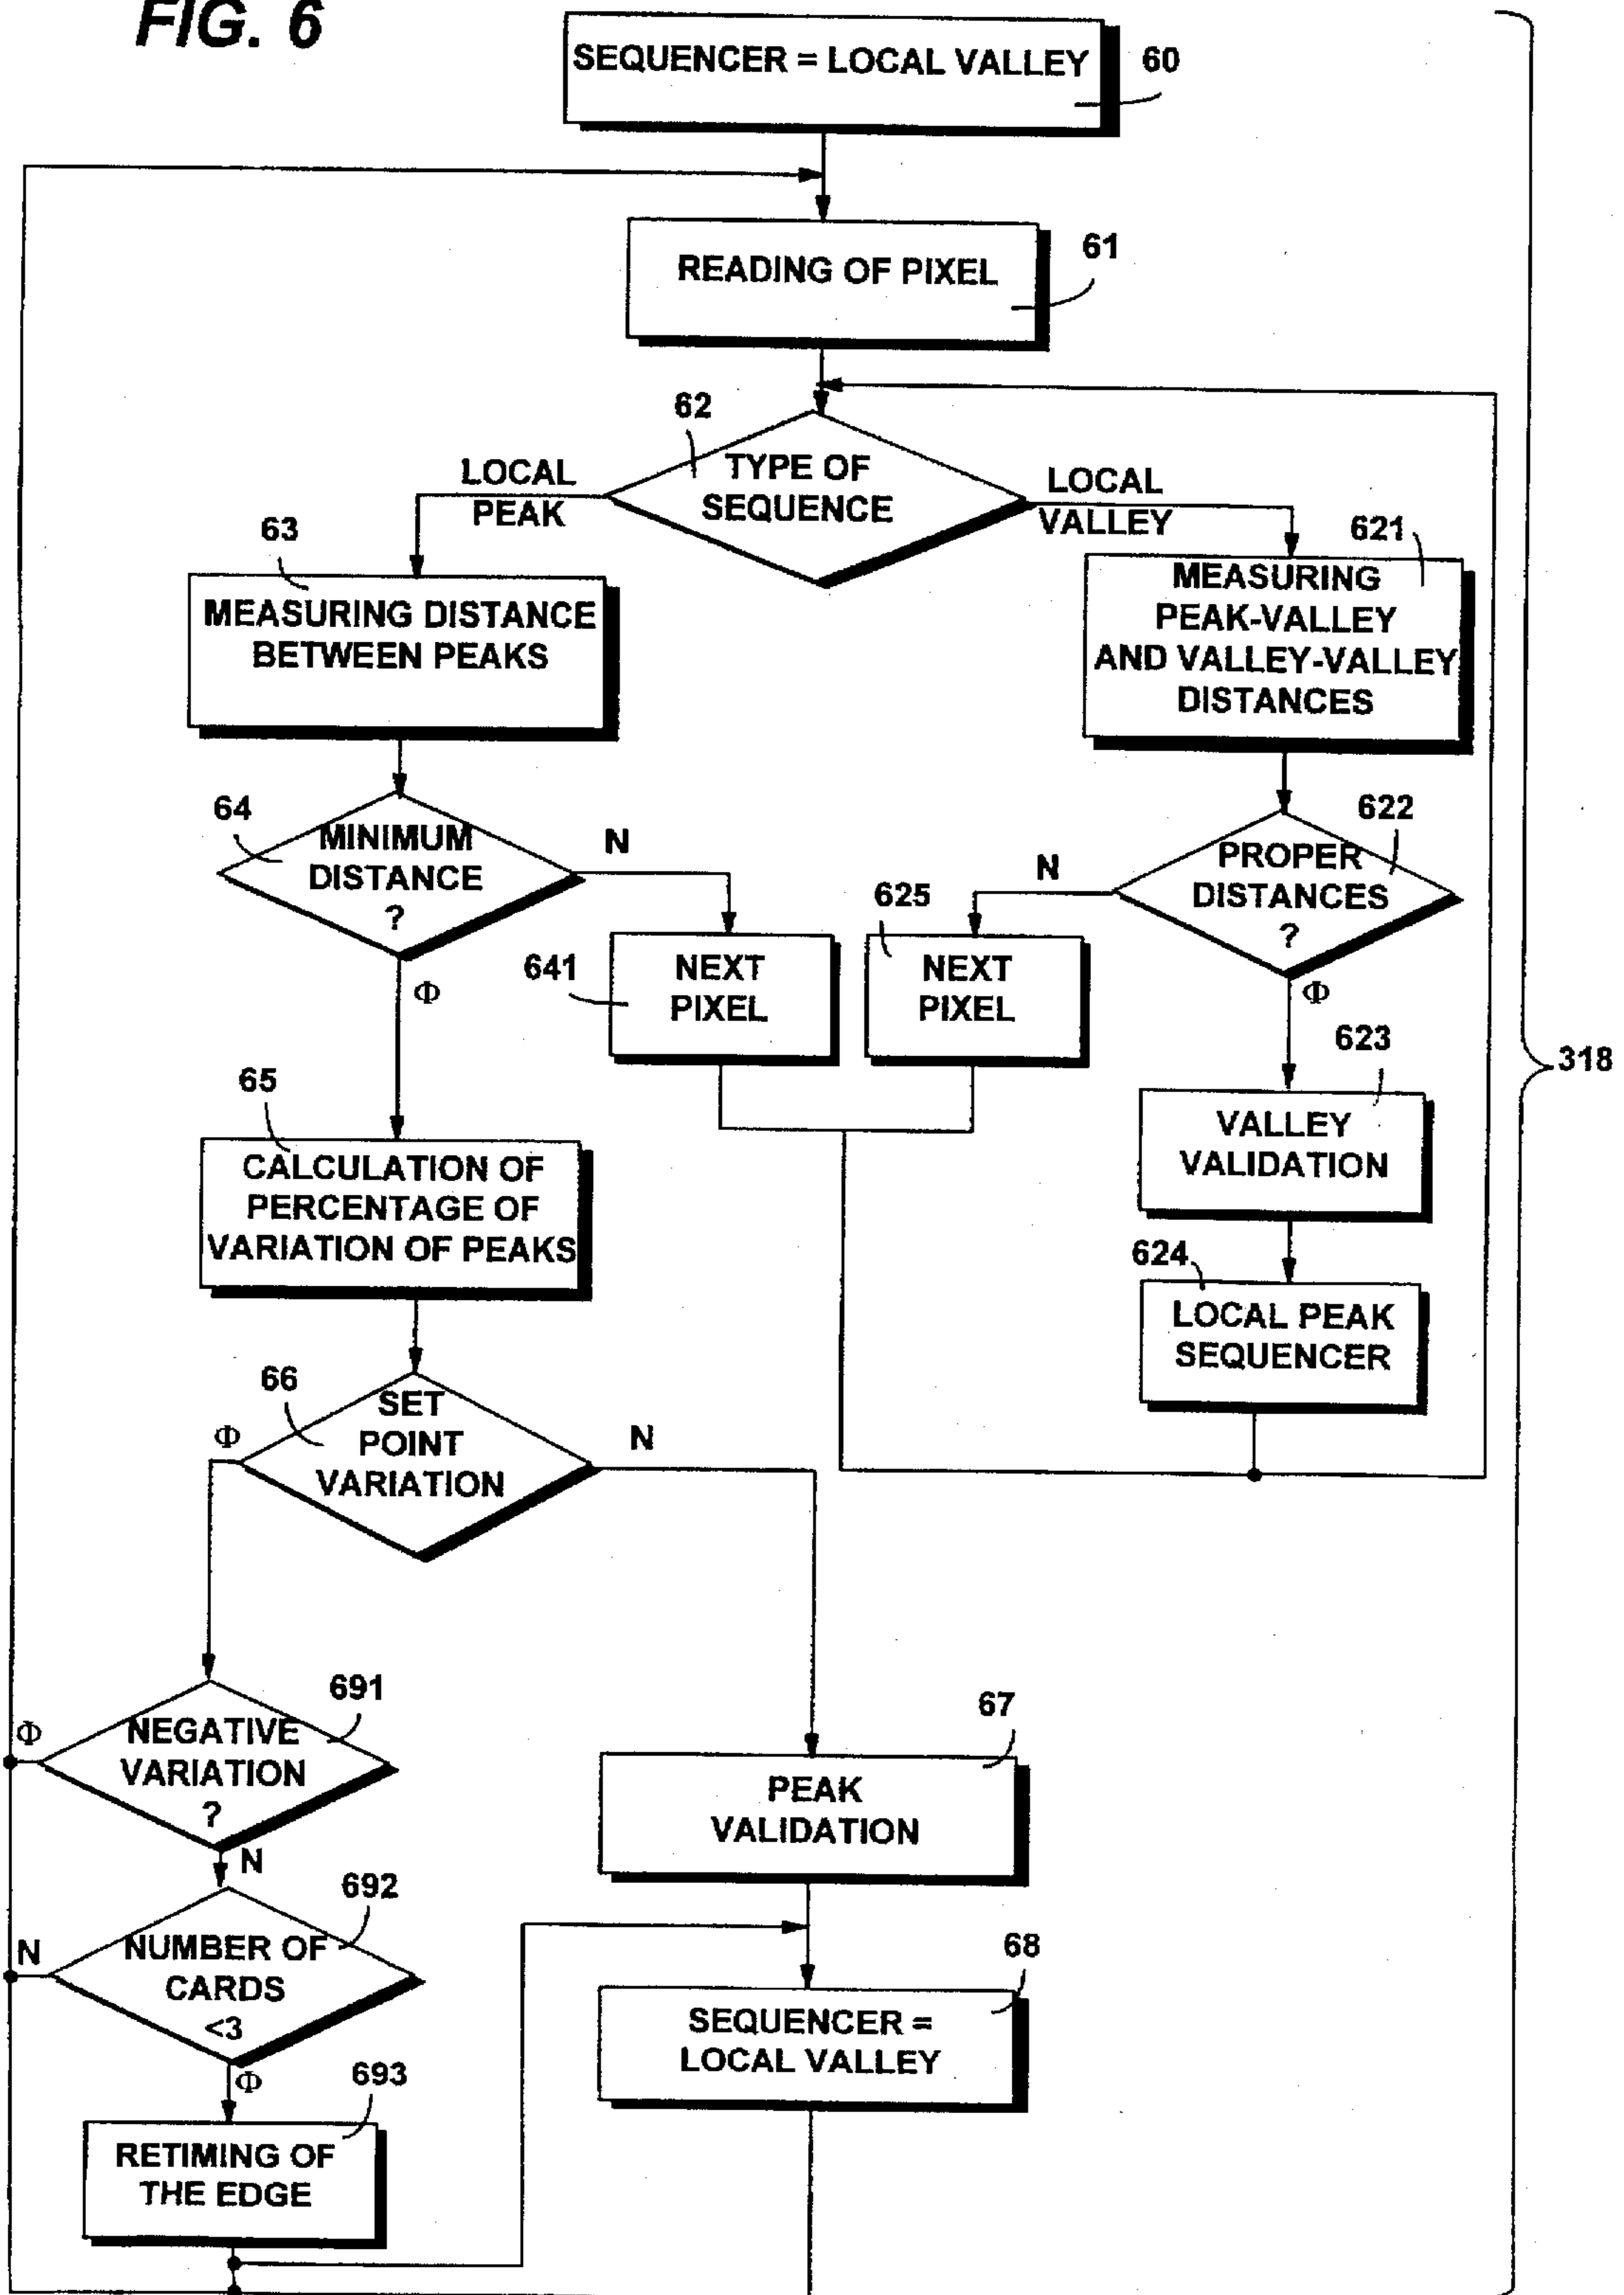 FIG. 6
SEQUENCER = LOCAL VALLEY
60
READING OF PIXEL
61
62
TYPE OF
SEQUENCE
LOCAL
PEAK
LOCAL
VALLEY
63
MEASURING DISTANCE
BETWEEN PEAKS
621
MEASURING
PEAK-VALLEY
AND VALLEY-VALLEY
DISTANCES
64
MINIMUM
DISTANCE
?
N
Φ
622
PROPER
DISTANCES
?
N
Φ
641
NEXT
PIXEL
625
NEXT
PIXEL
623
VALLEY
VALIDATION
318
65
CALCULATION OF
PERCENTAGE OF
VARIATION OF PEAKS
624
LOCAL PEAK
SEQUENCER
66
SET
POINT
VARIATION
Φ
N
691
NEGATIVE
VARIATION
?
Φ
N
67
PEAK
VALIDATION
692
NUMBER OF
CARDS
<3
N
Φ
68
SEQUENCER =
LOCAL VALLEY
693
RETIMING OF
THE EDGE